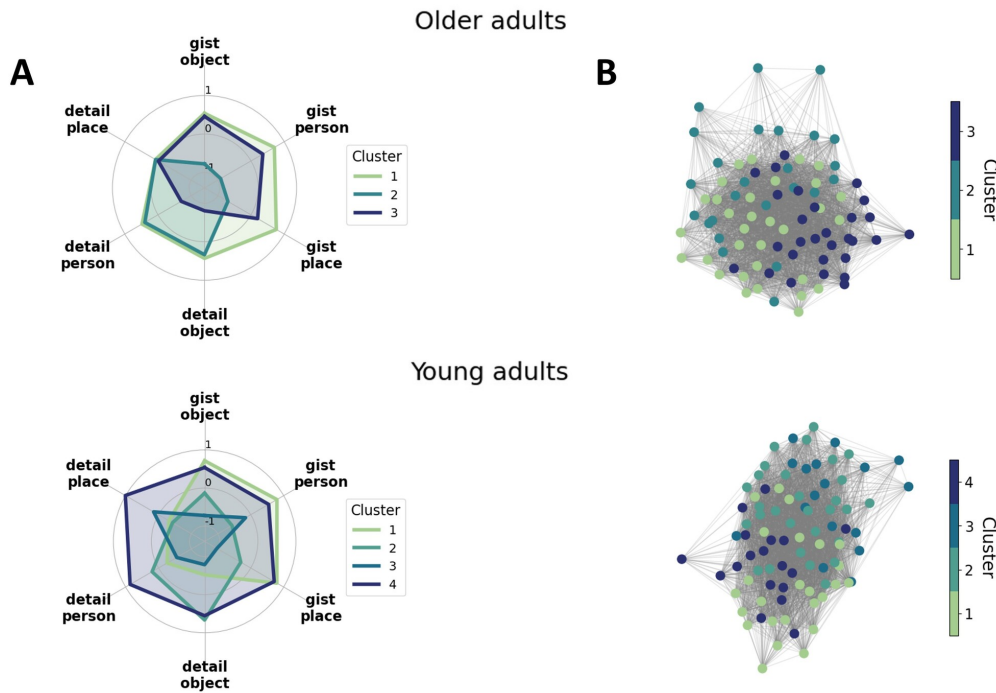 Older adults
A
gist
object
detail
place
gist
person
1
0
-1
Cluster
1
2
3
detail
person
gist
place
detail
object
B
3
2
1
Cluster
Young adults
gist
object
detail
place
gist
person
1
0
-1
Cluster
1
2
3
4
detail
person
gist
place
detail
object
4
3
2
1
Cluster